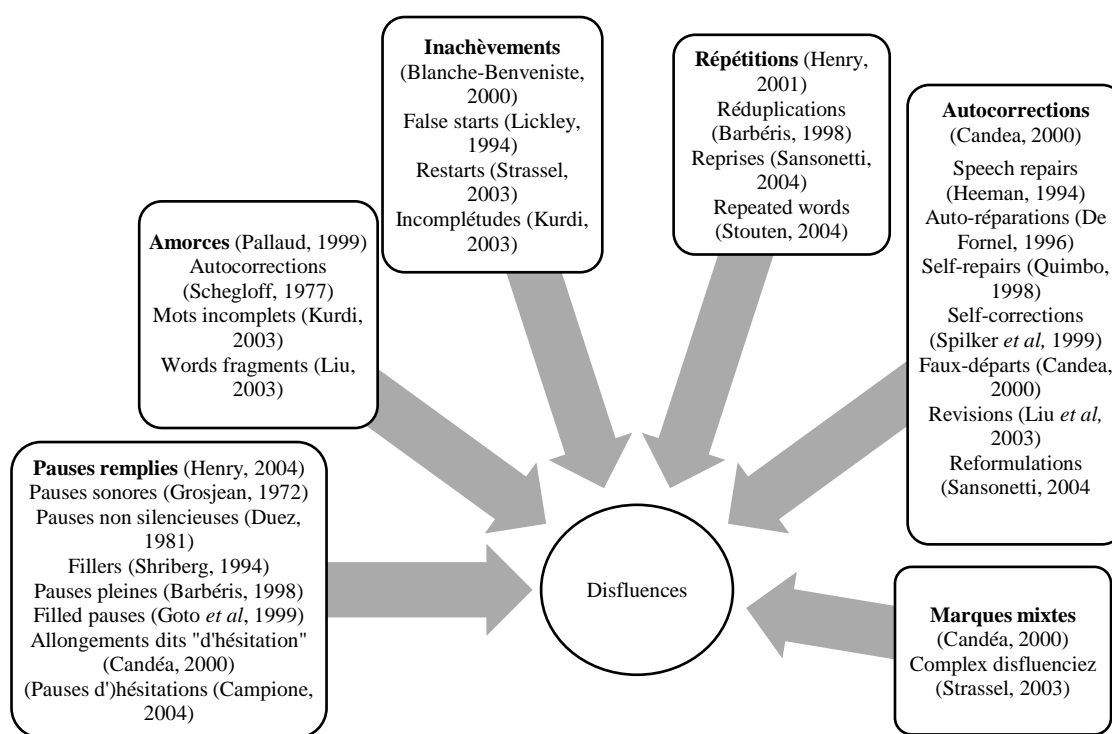 Inachèvements
(Blanche-Benveniste,
2000)
False starts (Lickley,
1994)
Restarts (Strassel,
2003)
Incomplétudes (Kurdi,
2003)
Répétitions (Henry,
2001)
Réduplications
(Barbéris, 1998)
Reprises (Sansonetti,
2004)
Repeated words
(Stouten, 2004)
Autocorrections
(Candea, 2000)
Speech repairs
(Heeman, 1994)
Auto-réparations (De
Fornel, 1996)
Self-repairs (Quimbo,
1998)
Self-corrections
(Spilker et al, 1999)
Faux-départs (Candea,
2000)
Revisions (Liu et al,
2003)
Reformulations
(Sansonetti, 2004
Amorces (Pallaud, 1999)
Autocorrections
(Schegloff, 1977)
Mots incomplets (Kurdi,
2003)
Words fragments (Liu,
2003)
Pauses remplies (Henry, 2004)
Pauses sonores (Grosjean, 1972)
Pauses non silencieuses (Duez,
1981)
Fillers (Shriberg, 1994)
Pauses pleines (Barbéris, 1998)
Filled pauses (Goto et al, 1999)
Allongements dits "d'hésitation"
(Candéa, 2000)
(Pauses d')hésitations (Campione,
2004)
Disfluences
Marques mixtes
(Candéa, 2000)
Complex disfluenciez
(Strassel, 2003)